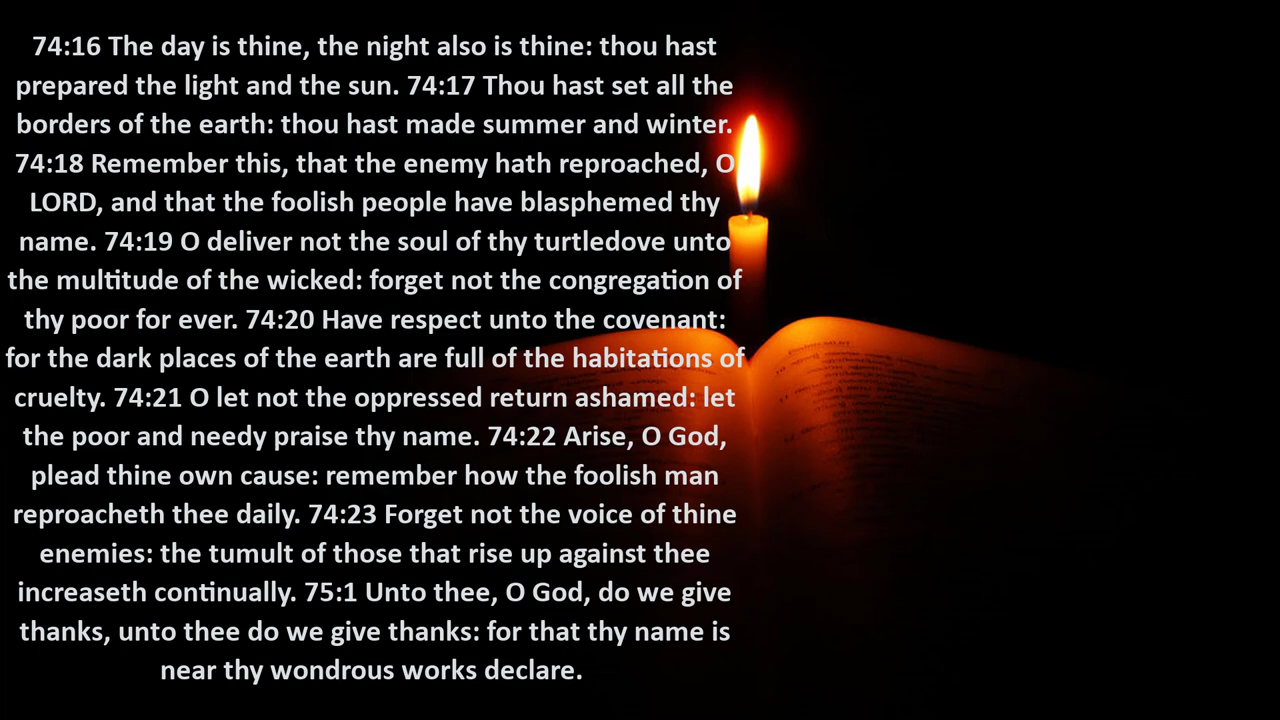 74:16 The day is thine, the night also is thine: thou hast
prepared the light and the sun. 74:17 Thou hast set all the
borders of the earth: thou hast made summer and winter.
74:18 Remember this, that the enemy hath reproached, O
LORD, and that the foolish people have blasphemed thy
name. 74:19 O deliver not the soul of thy turtledove unto
the multitude of the wicked: forget not the congregation of
thy poor for ever. 74:20 Have respect unto the covenant:
for the dark places of the earth are full of the habitations of
cruelty. 74:21 O let not the oppressed return ashamed: let
the poor and needy praise thy name. 74:22 Arise, O God,
plead thine own cause: remember how the foolish man
reproacheth thee daily. 74:23 Forget not the voice of thine
enemies: the tumult of those that rise up against thee
increaseth continually. 75:1 Unto thee, O God, do we give
thanks, unto thee do we give thanks: for that thy name is
near thy wondrous works declare.